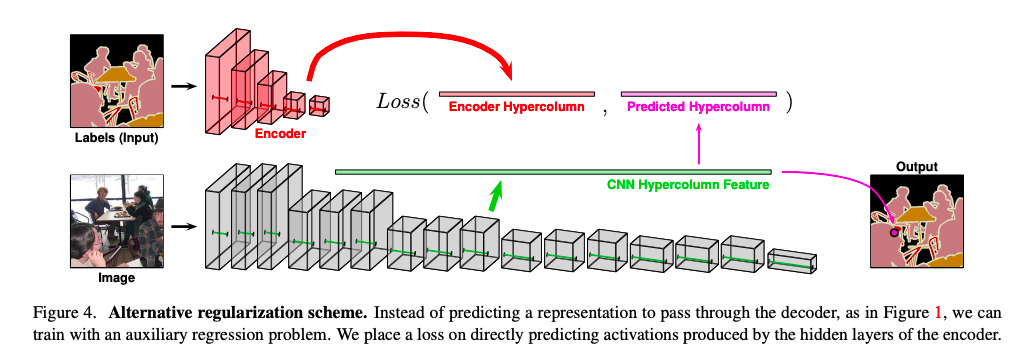 Labels (Input)
Encoder
Loss( Encoder Hypercolumn , Predicted Hypercolumn )
CNN Hypercolumn Feature
Output
Image
Figure 4. Alternative regularization scheme. Instead of predicting a representation to pass through the decoder, as in Figure 1, we can
train with an auxiliary regression problem. We place a loss on directly predicting activations produced by the hidden layers of the encoder.